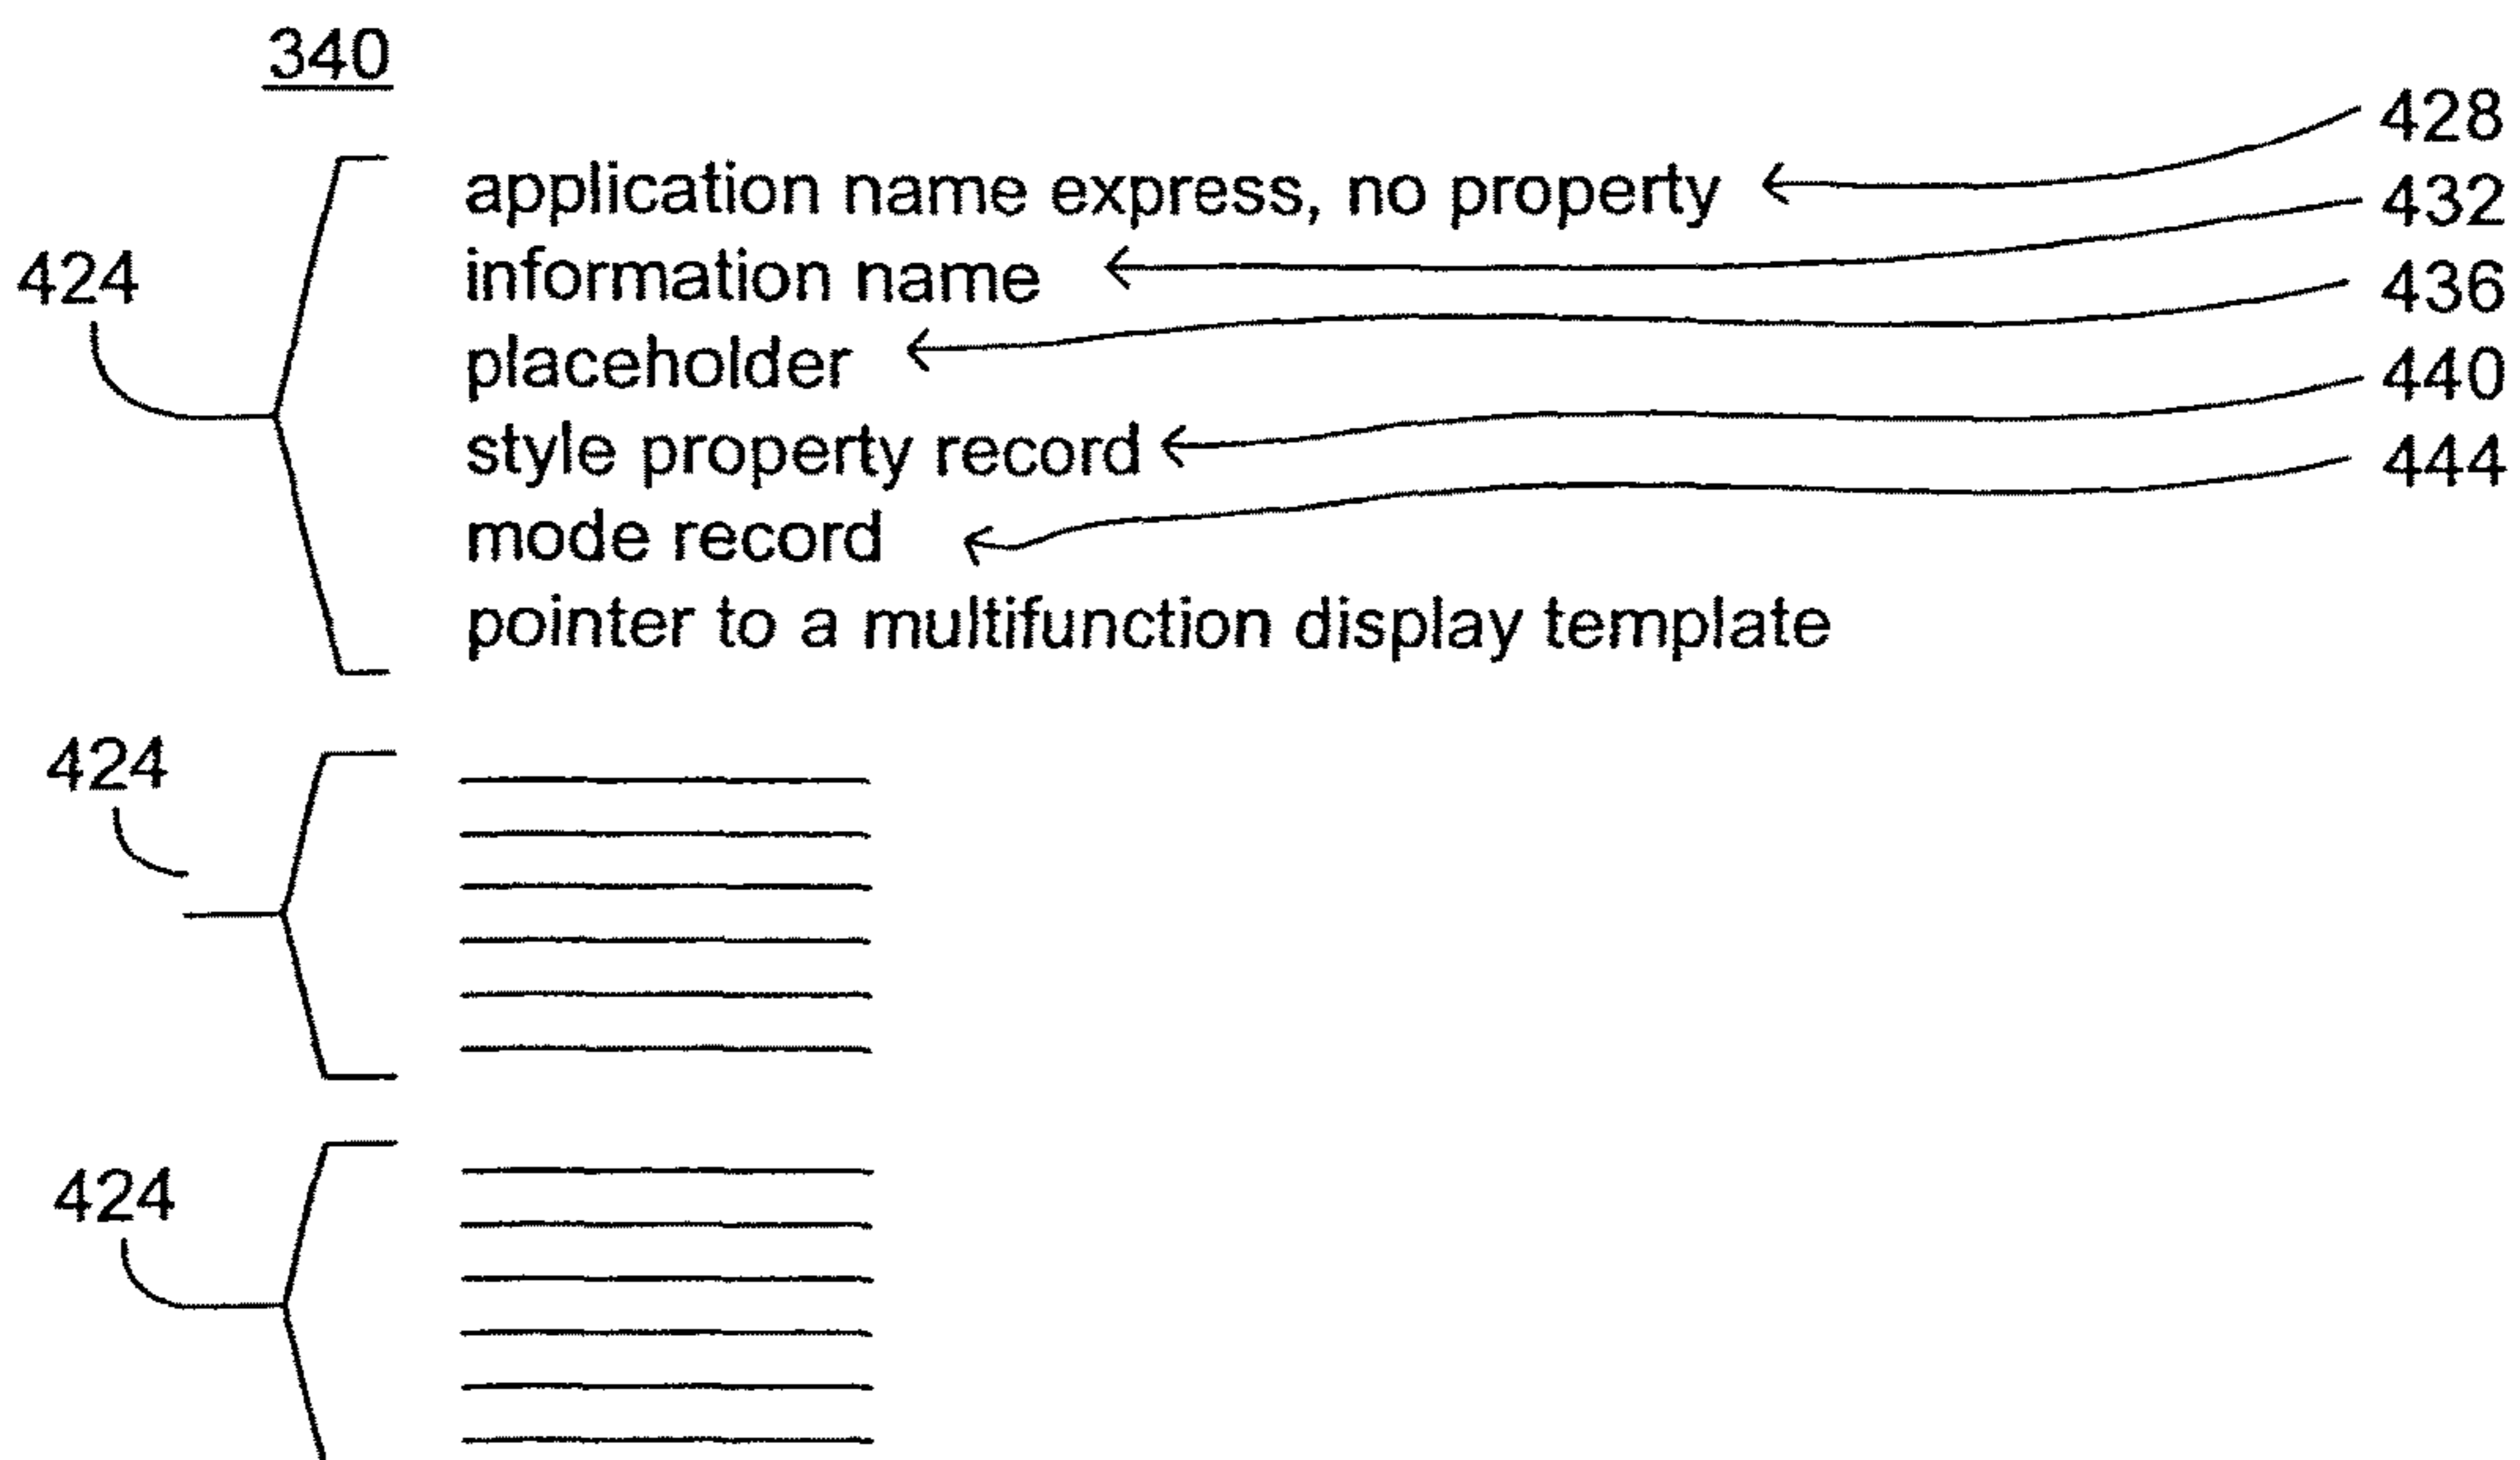 340
428
application name express, no property
432
424
information name
436
placeholder
440
style property record
444
mode record
pointer to a multifunction display template
424
424